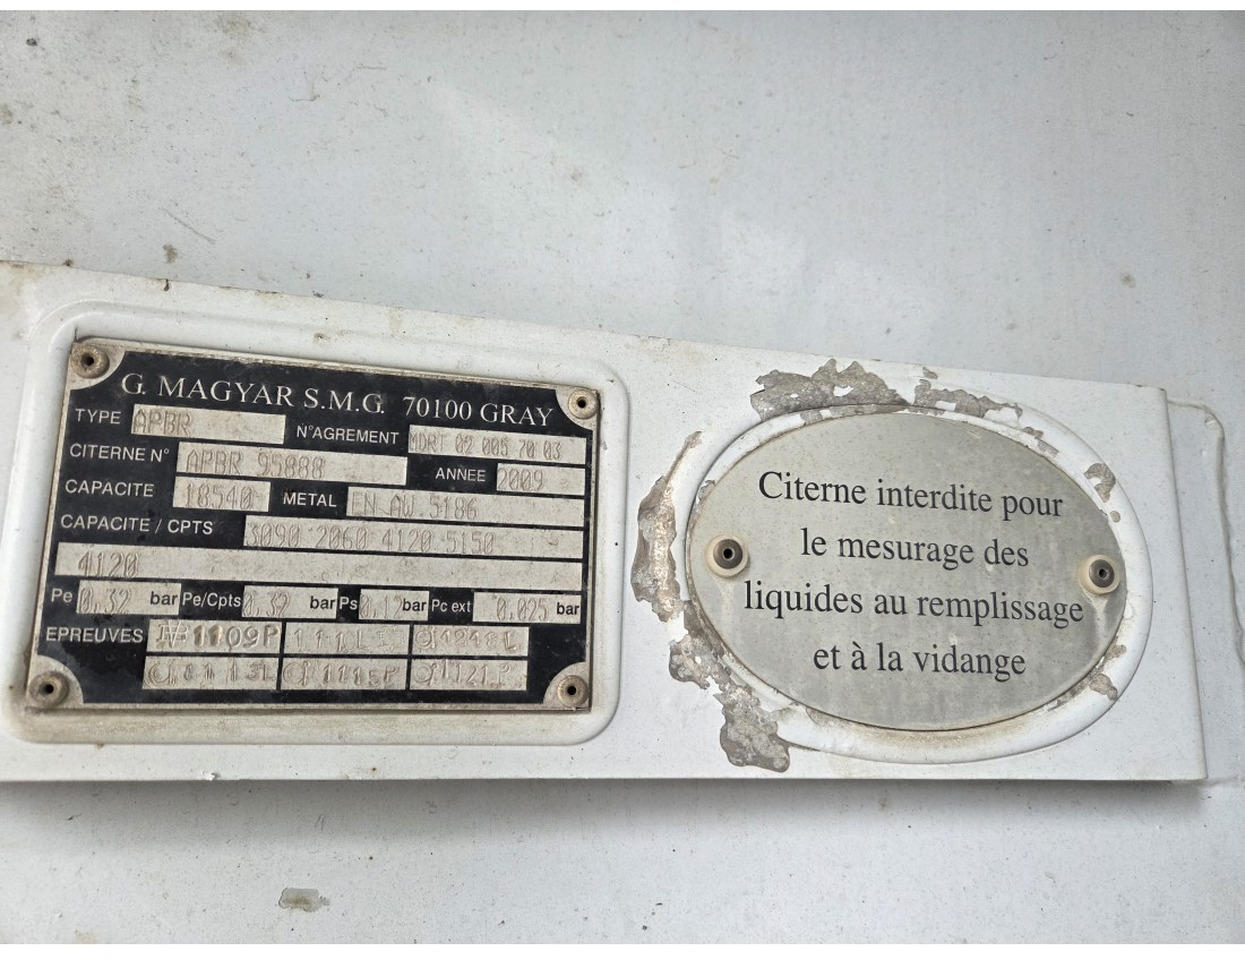 G. MAGYAR S.M.G. 70100 GRAY
TYPE APBR N°AGREMENT MDRT 02 005 70 03
CITERNE N° APBR 95888 ANNEE 2009
CAPACITE 18540 METAL EN AW 5186
CAPACITE / CPTS 3090 2060 4120 5150
4120
Pe 0.32 bar Pe/Cpts 0.32 bar Ps bar Pc ext 0.025 bar
EPREUVES 1109P
1115P 1121P
Citerne interdite pour
le mesurage des
liquides au remplissage
et à la vidange